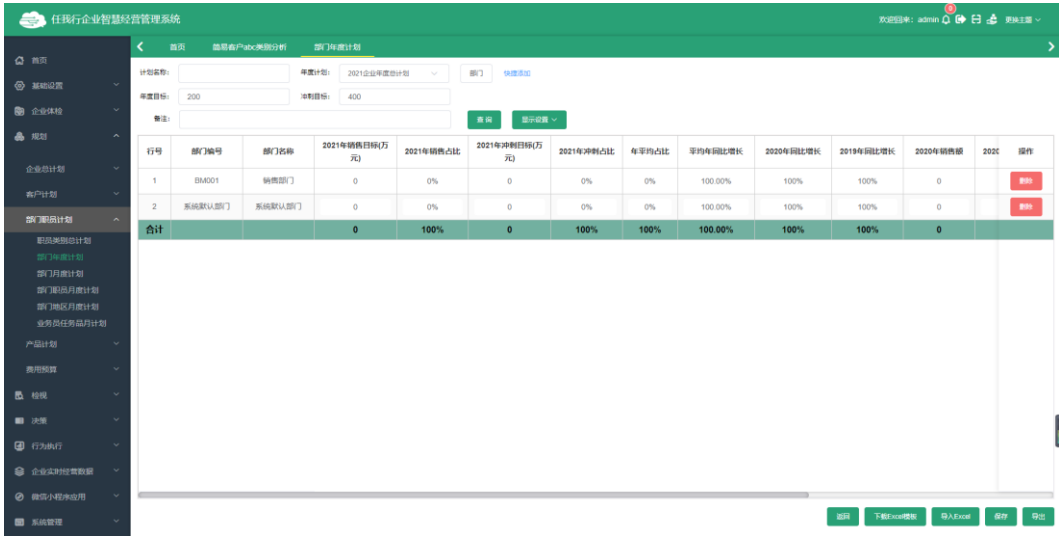 任我行企业智慧经营管理系统
欢迎回来：admin
0
更换主题
首页
简易客户abc类别分析
部门年度计划
首页
基础设置
企业体检
规划
企业总计划
客户计划
部门职员计划
职员类别总计划
部门年度计划
部门月度计划
部门职员月度计划
部门地区月度计划
业务员任务品月计划
产品计划
费用预算
检视
决策
行为执行
企业实时经营数据
微信小程序应用
系统管理
计划名称：
年度计划： 2021企业年度总计划
部门
快捷添加
年度目标： 200
冲刺目标： 400
备注：
查询
显示设置
行号 部门编号 部门名称 2021年销售目标(万元) 2021年销售占比 2021年冲刺目标(万元) 2021年冲刺占比 年平均占比 平均年同比增长 2020年同比增长 2019年同比增长 2020年销售额 202 操作
1 BM001 销售部门 0 0% 0 0% 0% 100.00% 100% 100% 0 删除
2 系统默认部门 系统默认部门 0 0% 0 0% 0% 100.00% 100% 100% 0 删除
合计 0 100% 0 100% 100% 100.00% 100% 100% 0
返回
下载Excel模板
导入Excel
保存
导出